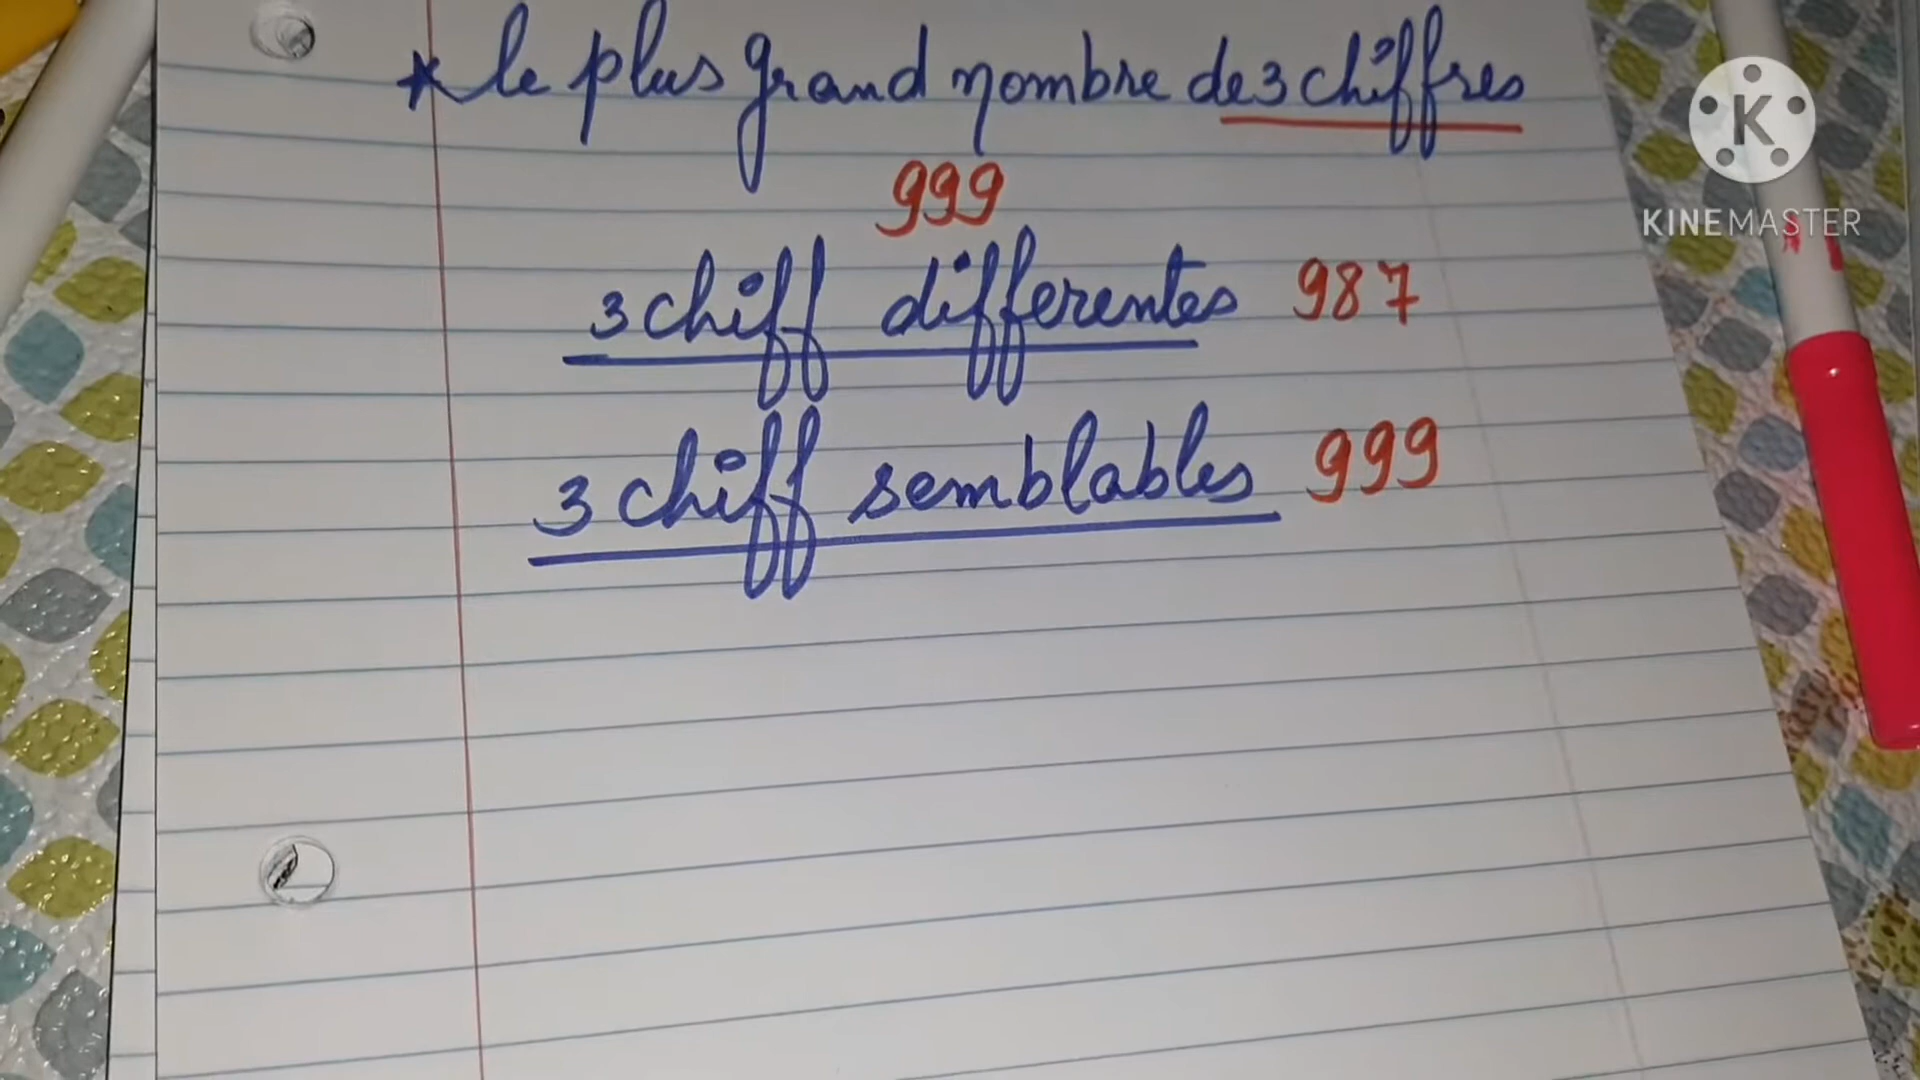 * le plus grand nombre de 3 chiffres
999
3 chiff differentes 987
3 chiff semblables 999
K
KINEMASTER